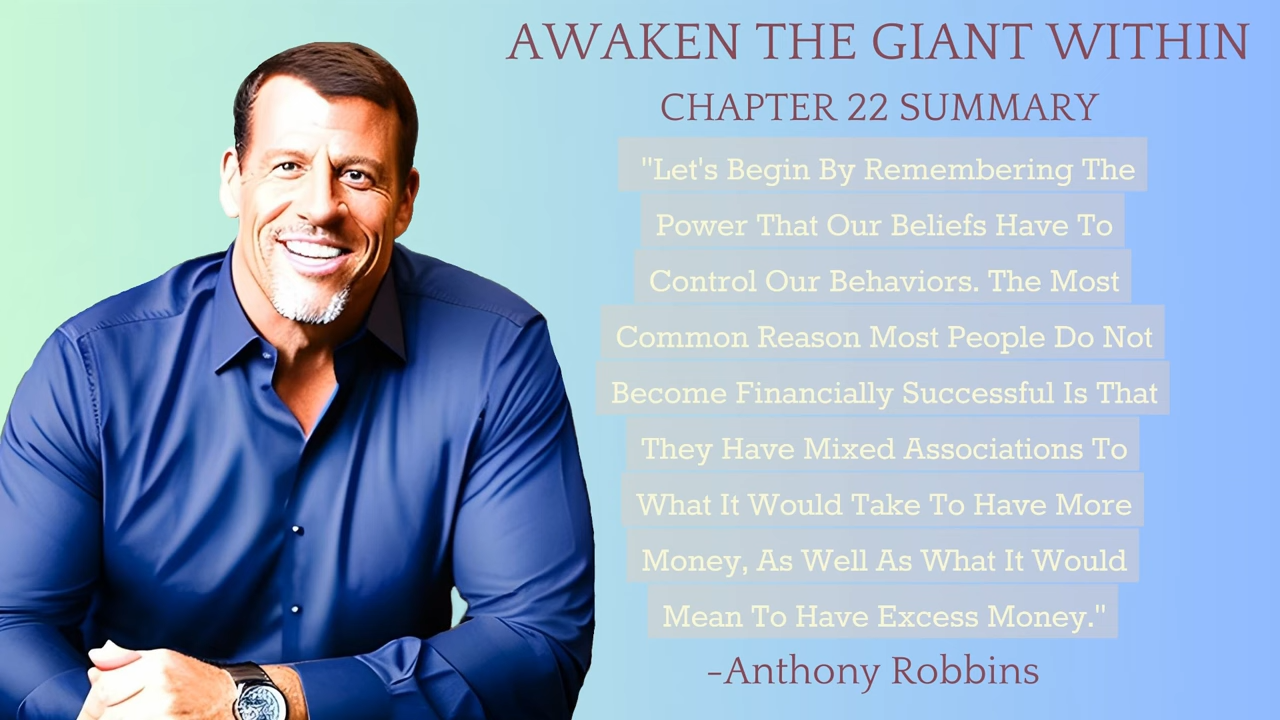 AWAKEN THE GIANT WITHIN
CHAPTER 22 SUMMARY
"Let's Begin By Remembering The
Power That Our Beliefs Have To
Control Our Behaviors. The Most
Common Reason Most People Do Not
Become Financially Successful Is That
They Have Mixed Associations To
What It Would Take To Have More
Money, As Well As What It Would
Mean To Have Excess Money."
–Anthony Robbins